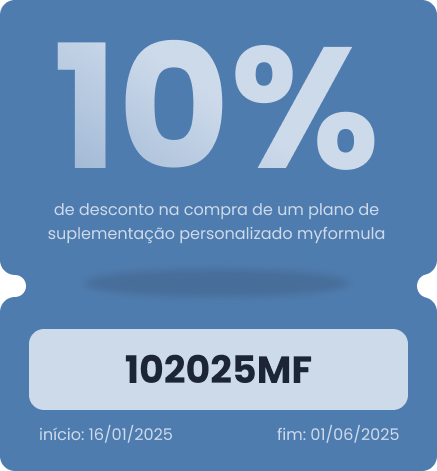 10%
de desconto na compra de um plano de
suplementação personalizado myformula
102025MF
início: 16/01/2025
fim: 01/06/2025